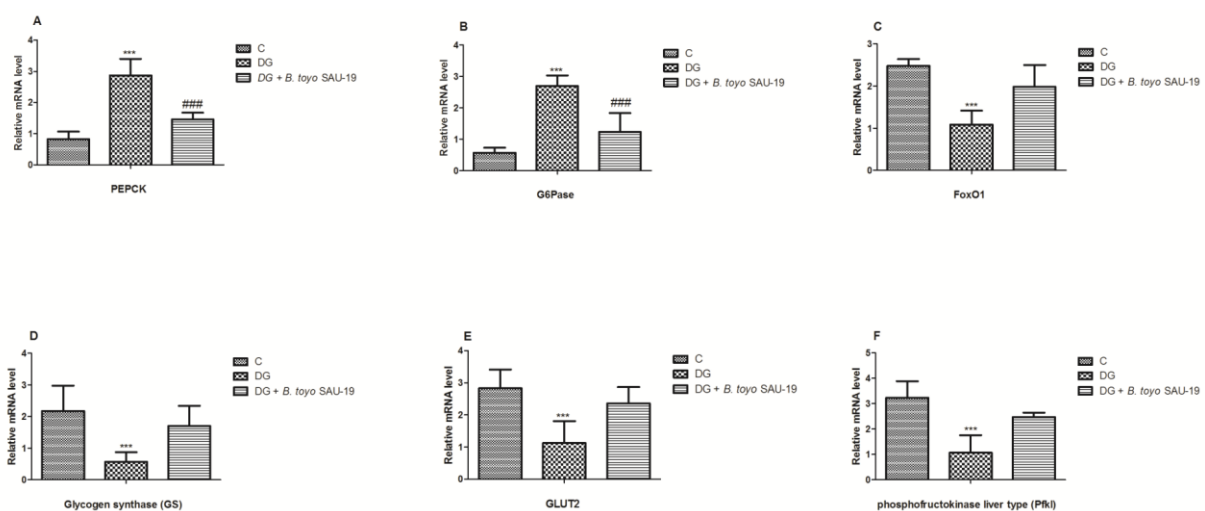 A
Relative mRNA level
4
3
2
1
0
***
###
PEPCK
C
DG
DG + B. toyo SAU-19
B
Relative mRNA level
4
3
2
1
0
***
###
G6Pase
C
DG
DG + B. toyo SAU-19
C
Relative mRNA level
3
2
1
0
***
FoxO1
C
DG
DG + B. toyo SAU-19
D
Relative mRNA level
4
3
2
1
0
***
Glycogen synthase (GS)
C
DG
DG + B. toyo SAU-19
E
Relative mRNA level
4
3
2
1
0
***
GLUT2
C
DG
DG + B. toyo SAU-19
F
Relative mRNA level
5
4
3
2
1
0
***
phosphofructokinase liver type (Pfkl)
C
DG
DG + B. toyo SAU-19